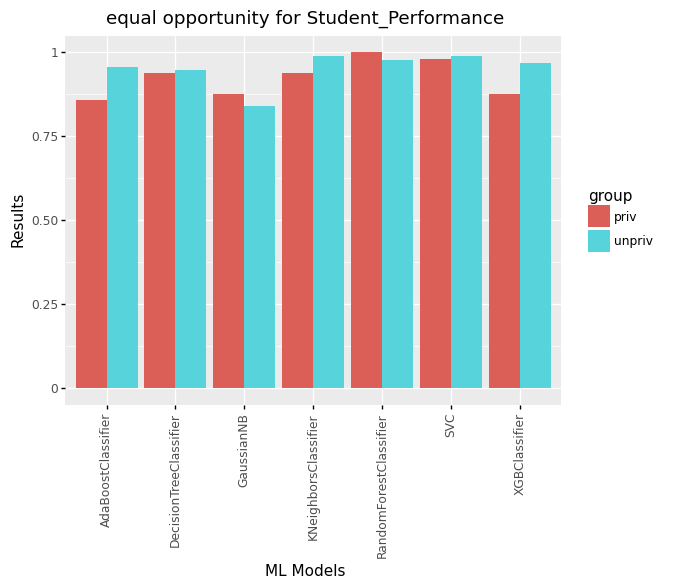 equal opportunity for Student_Performance
1
0.75
0.50
0.25
0
Results
AdaBoostClassifier
DecisionTreeClassifier
GaussianNB
KNeighborsClassifier
RandomForestClassifier
SVC
XGBClassifier
ML Models
group
priv
unpriv